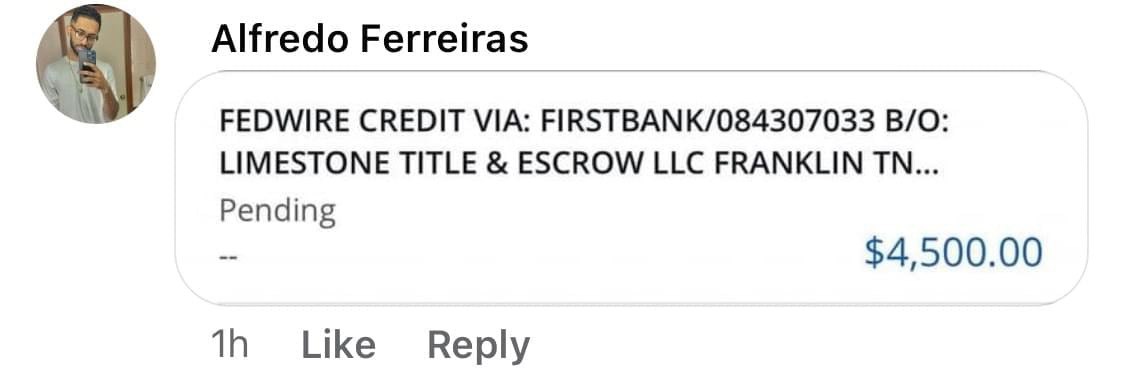 Alfredo Ferreiras
FEDWIRE CREDIT VIA: FIRSTBANK/084307033 B/O:
LIMESTONE TITLE & ESCROW LLC FRANKLIN TN...
Pending
--
$4,500.00
1h Like Reply